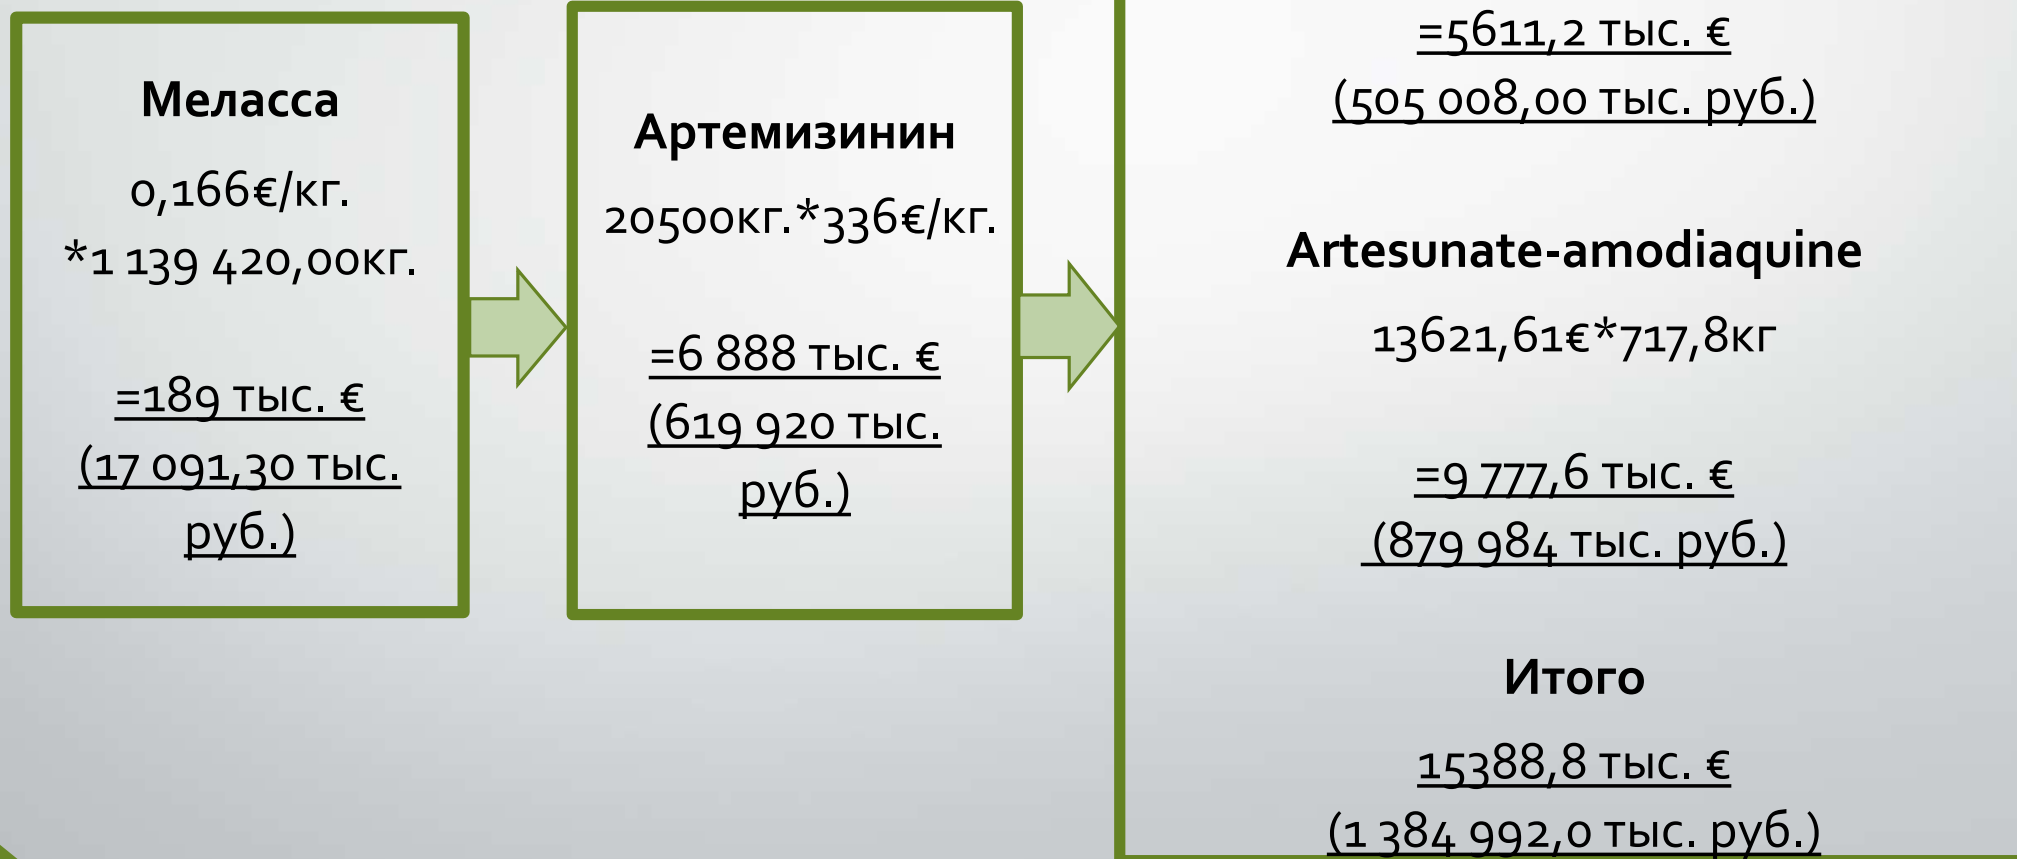 Меласса
0,166€/кг.
*1 139 420,00кг.
=189 тыс. €
(17 091,30 тыс.
руб.)
Артемизинин
20500кг.*336€/кг.
=6 888 тыс. €
(619 920 тыс.
руб.)
=5611,2 тыс. €
(505 008,00 тыс. руб.)
Artesunate-amodiaquine
13621,61€*717,8кг
=9 777,6 тыс. €
(879 984 тыс. руб.)
Итого
15388,8 тыс. €
(1 384 992,0 тыс. руб.)